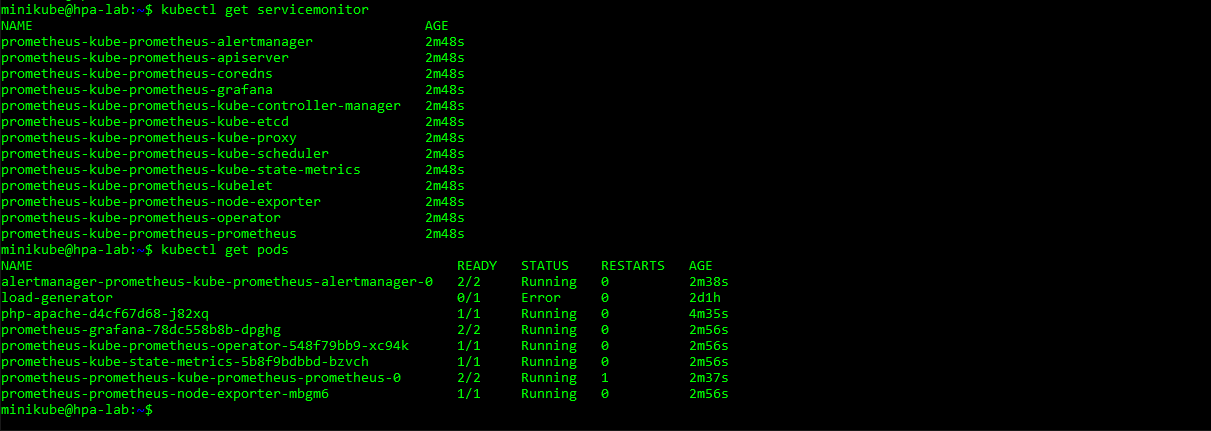 minikube@hpa-lab:~$ kubectl get servicemonitor
NAME AGE
prometheus-kube-prometheus-alertmanager 2m48s
prometheus-kube-prometheus-apiserver 2m48s
prometheus-kube-prometheus-coredns 2m48s
prometheus-kube-prometheus-grafana 2m48s
prometheus-kube-prometheus-kube-controller-manager 2m48s
prometheus-kube-prometheus-kube-etcd 2m48s
prometheus-kube-prometheus-kube-proxy 2m48s
prometheus-kube-prometheus-kube-scheduler 2m48s
prometheus-kube-prometheus-kube-state-metrics 2m48s
prometheus-kube-prometheus-kubelet 2m48s
prometheus-kube-prometheus-node-exporter 2m48s
prometheus-kube-prometheus-operator 2m48s
prometheus-kube-prometheus-prometheus 2m48s
minikube@hpa-lab:~$ kubectl get pods
NAME READY STATUS RESTARTS AGE
alertmanager-prometheus-kube-prometheus-alertmanager-0 2/2 Running 0 2m38s
load-generator 0/1 Error 0 2d1h
php-apache-d4cf67d68-j82xq 1/1 Running 0 4m35s
prometheus-grafana-78dc558b8b-dpghg 2/2 Running 0 2m56s
prometheus-kube-prometheus-operator-548f79bb9-xc94k 1/1 Running 0 2m56s
prometheus-kube-state-metrics-5b8f9bdbbd-bzvch 1/1 Running 0 2m56s
prometheus-prometheus-kube-prometheus-prometheus-0 2/2 Running 1 2m37s
prometheus-prometheus-node-exporter-mbgm6 1/1 Running 0 2m56s
minikube@hpa-lab:~$